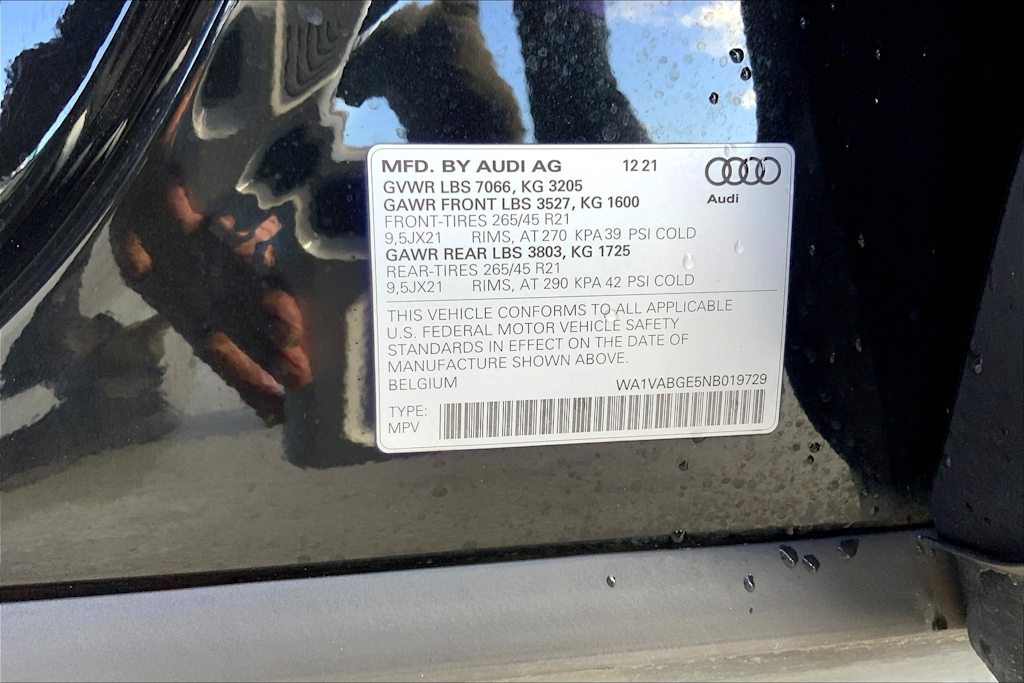 MFD. BY AUDI AG 12 21
Audi
GVWR LBS 7066, KG 3205
GAWR FRONT LBS 3527, KG 1600
FRONT-TIRES 265/45 R21
9,5JX21 RIMS, AT 270 KPA 39 PSI COLD
GAWR REAR LBS 3803, KG 1725
REAR-TIRES 265/45 R21
9,5JX21 RIMS, AT 290 KPA 42 PSI COLD
THIS VEHICLE CONFORMS TO ALL APPLICABLE
U.S. FEDERAL MOTOR VEHICLE SAFETY
STANDARDS IN EFFECT ON THE DATE OF
MANUFACTURE SHOWN ABOVE.
BELGIUM WA1VABGE5NB019729
TYPE:
MPV